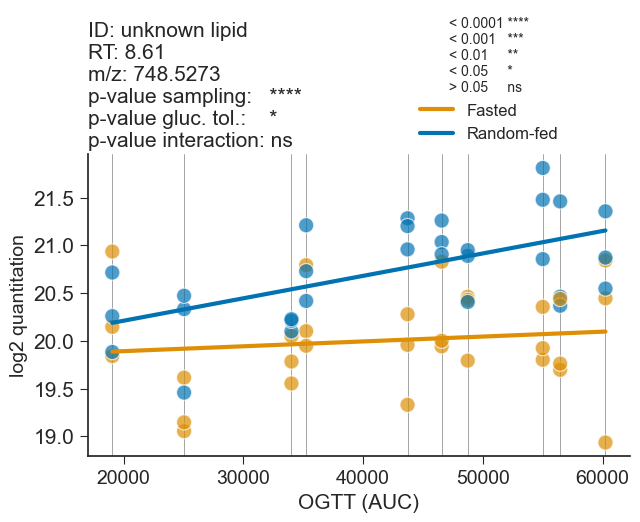 ID: unknown lipid
RT: 8.61
m/z: 748.5273
p-value sampling: ****
p-value gluc. tol.: *
p-value interaction: ns
< 0.0001 ****
< 0.001 ***
< 0.01 **
< 0.05 *
> 0.05 ns
Fasted
Random-fed
log2 quantitation
21.5
21.0
20.5
20.0
19.5
19.0
20000 30000 40000 50000 60000
OGTT (AUC)